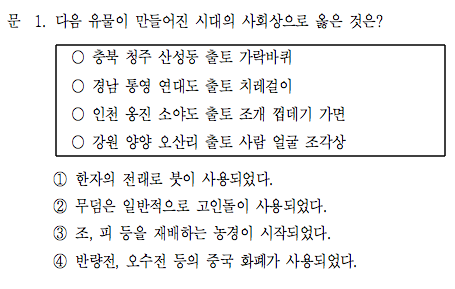 문 1. 다음 유물이 만들어진 시대의 사회상으로 옳은 것은?
○ 충북 청주 산성동 출토 가락바퀴
○ 경남 통영 연대도 출토 치레걸이
○ 인천 옹진 소야도 출토 조개 껍데기 가면
○ 강원 양양 오산리 출토 사람 얼굴 조각상
① 한자의 전래로 붓이 사용되었다.
② 무덤은 일반적으로 고인돌이 사용되었다.
③ 조, 피 등을 재배하는 농경이 시작되었다.
④ 반량전, 오수전 등의 중국 화폐가 사용되었다.